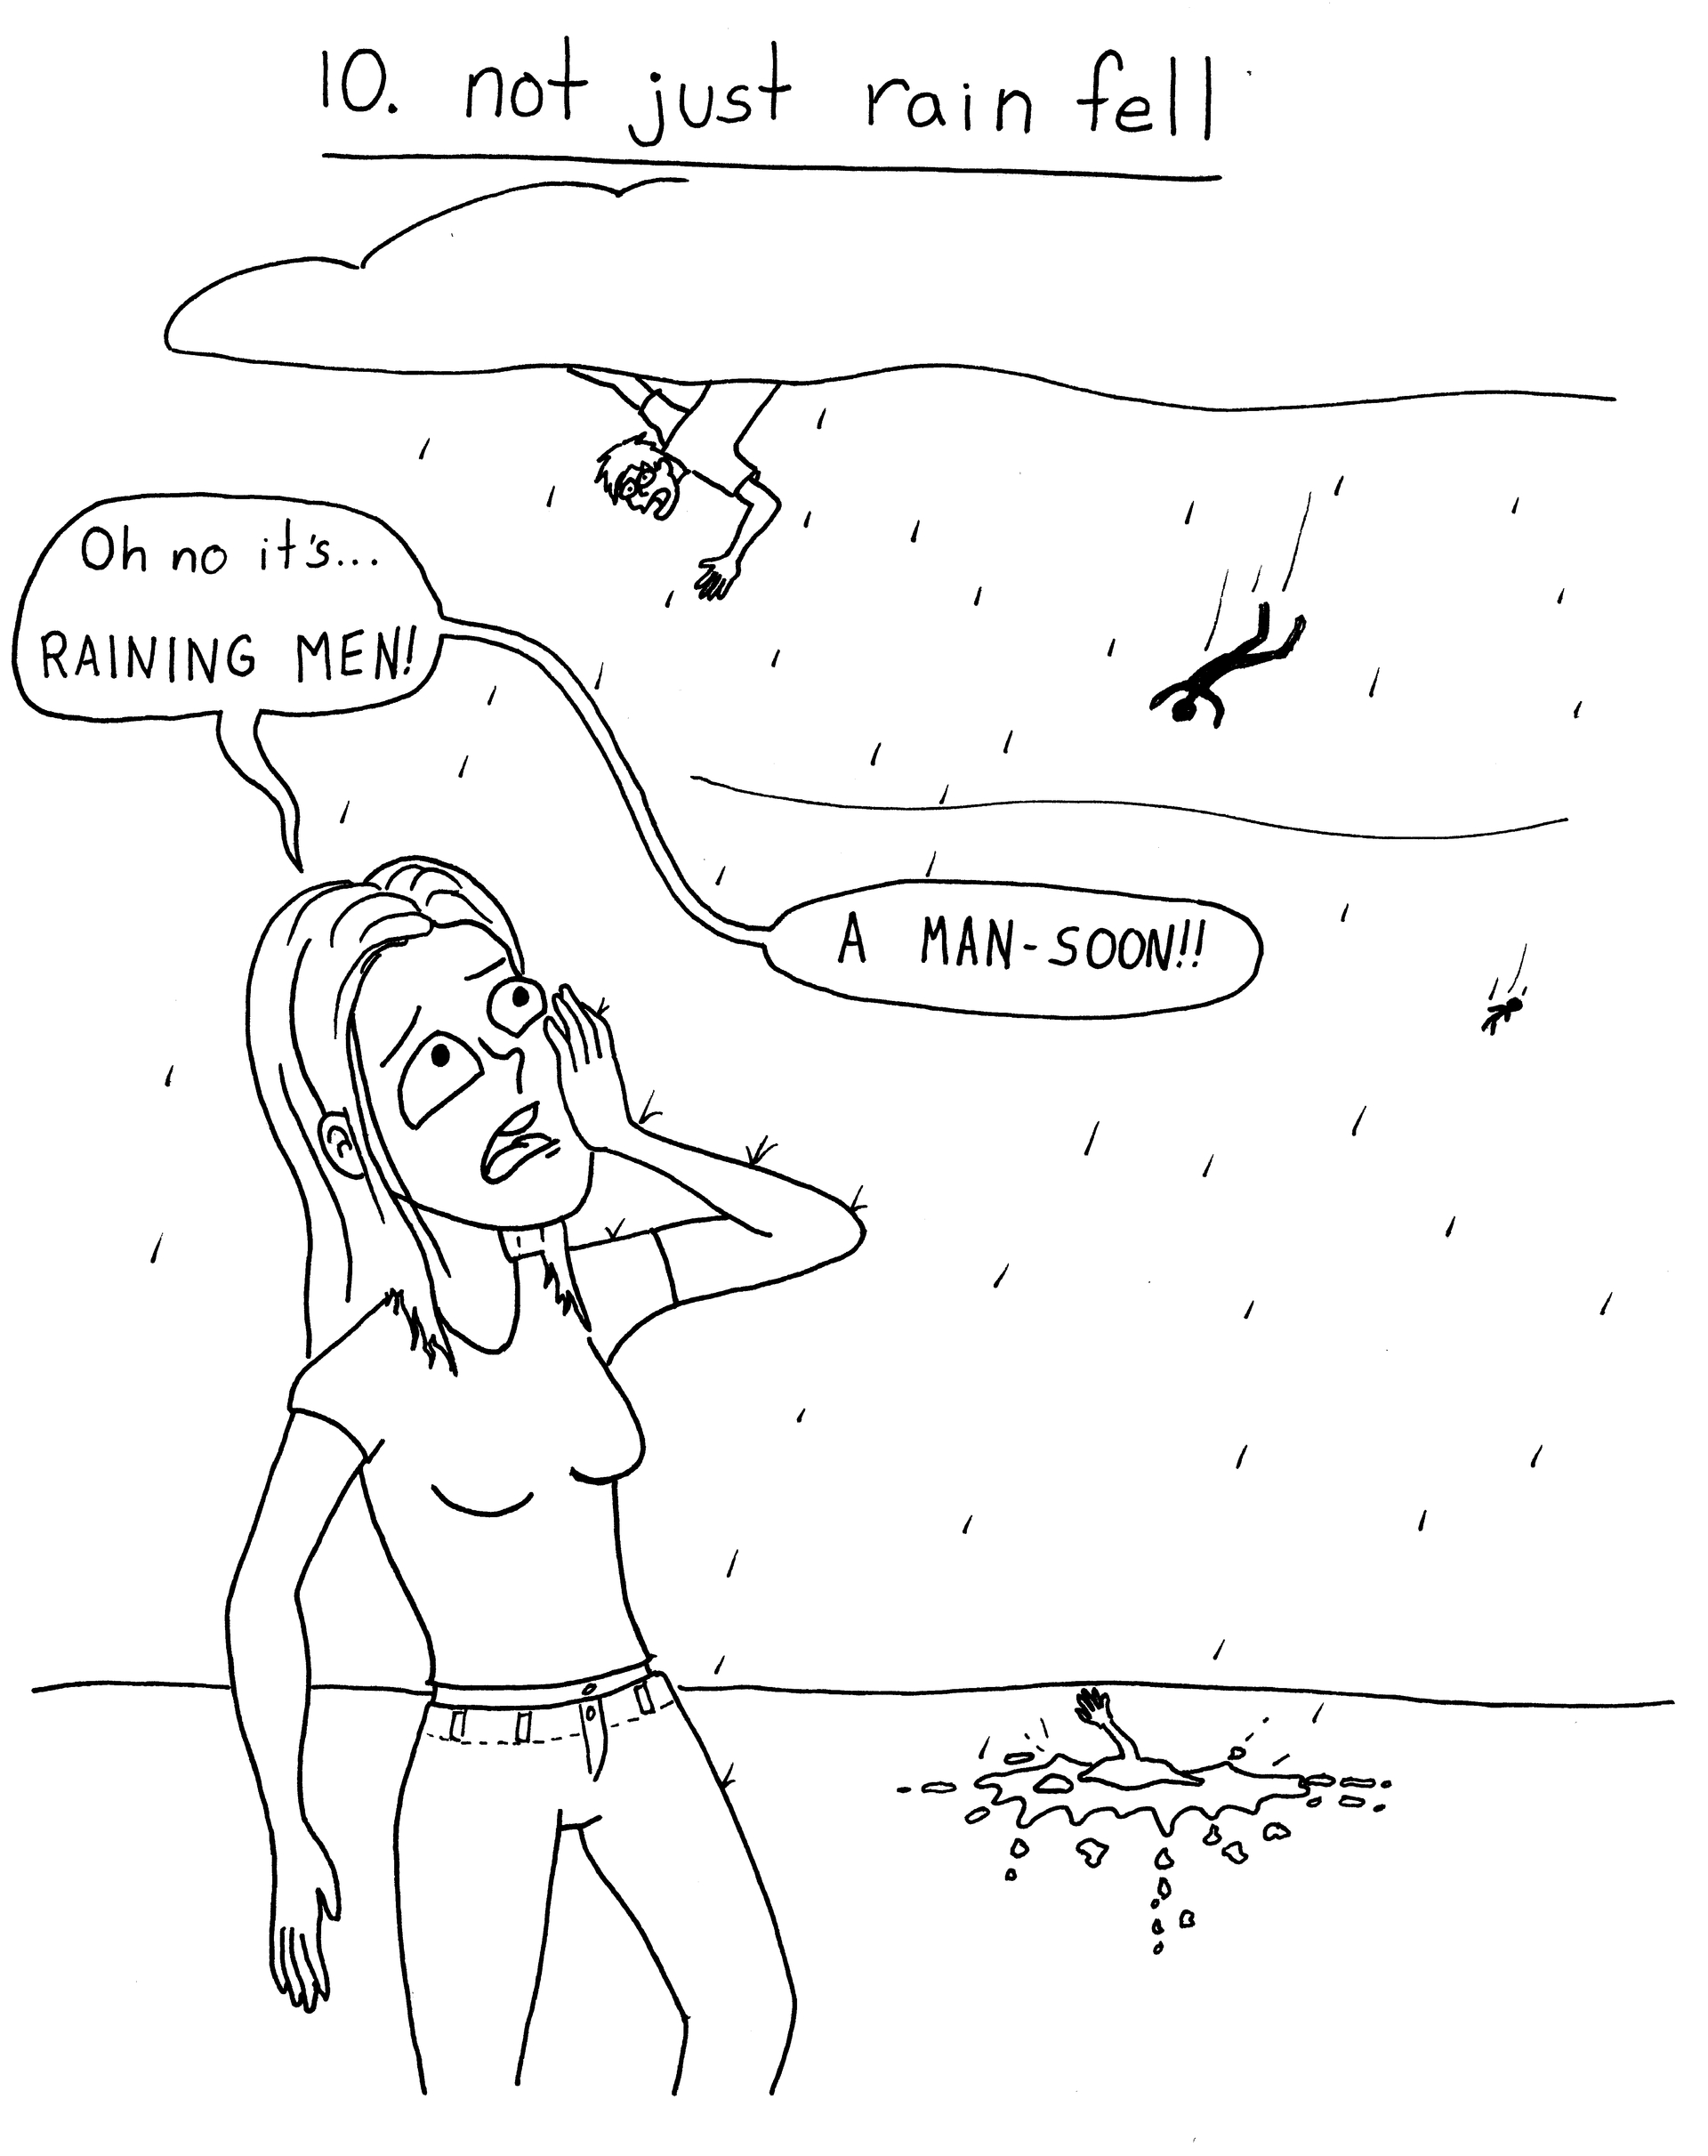 10. not just rain fell
Oh no it's...
RAINING MEN!
A MAN-SOON!!